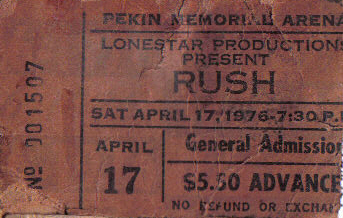 PEKIN MEMORIAL ARENA
LONESTAR PRODUCTIONS
PRESENT
RUSH
SAT APRIL 17, 1976-7:30 P.
APRIL
17
General Admission
$5.50 ADVANCE
NO REFUND OR EXCHAN
Nº 001507